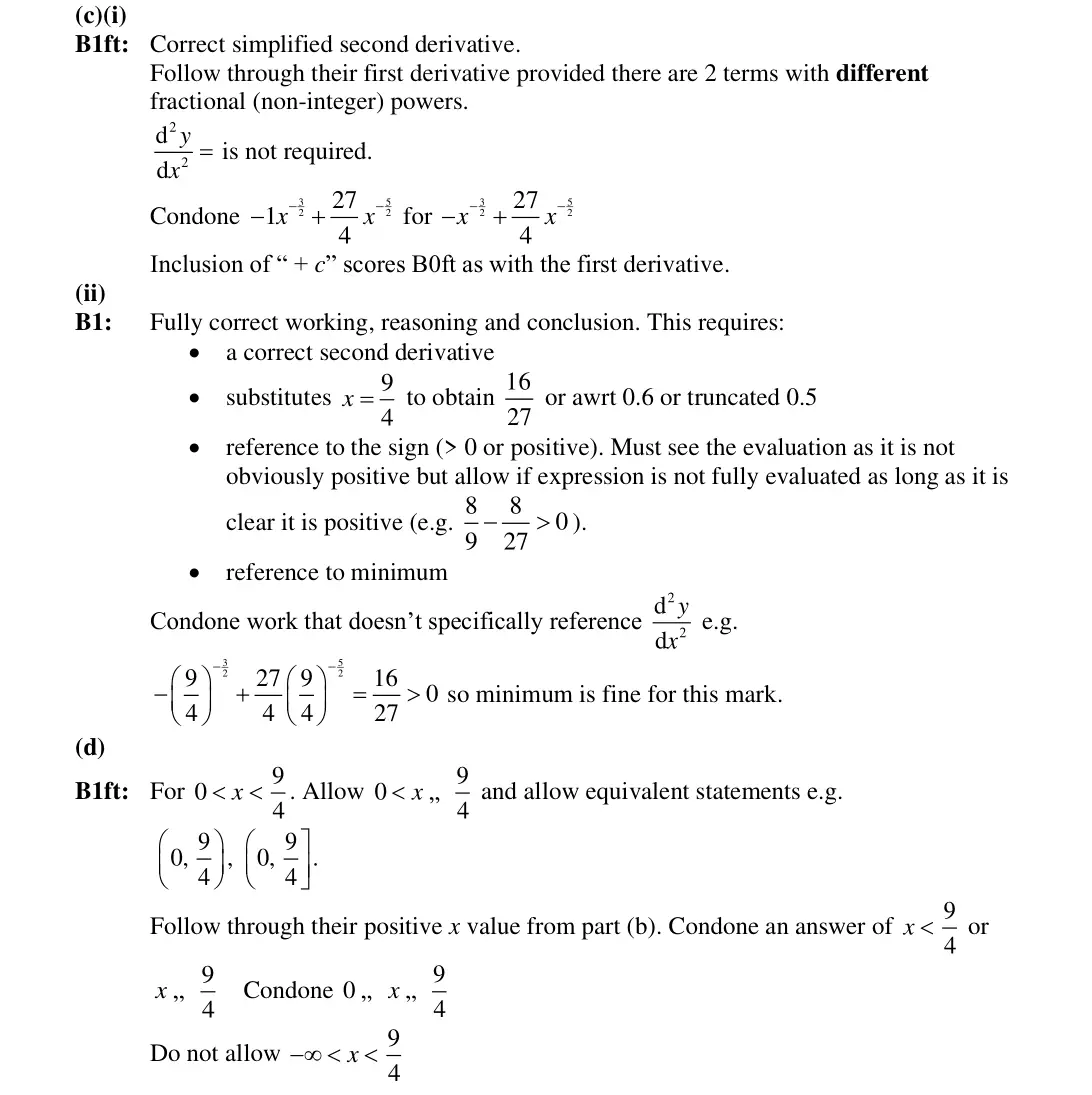 (c)(i)
B1ft: Correct simplified second derivative.
Follow through their first derivative provided there are 2 terms with different
fractional (non-integer) powers.
d²y/dx² = is not required.
Condone −1x^(−3/2) + 27/4 x^(−5/2) for −x^(−3/2) + 27/4 x^(−5/2)
Inclusion of “ + c” scores B0ft as with the first derivative.
(ii)
B1: Fully correct working, reasoning and conclusion. This requires:
• a correct second derivative
• substitutes x = 9/4 to obtain 16/27 or awrt 0.6 or truncated 0.5
• reference to the sign (> 0 or positive). Must see the evaluation as it is not
obviously positive but allow if expression is not fully evaluated as long as it is
clear it is positive (e.g. 8/9 − 8/27 > 0 ).
• reference to minimum
Condone work that doesn’t specifically reference d²y/dx² e.g.
−(9/4)^(−3/2) + 27/4 (9/4)^(−5/2) = 16/27 > 0 so minimum is fine for this mark.
(d)
B1ft: For 0 < x < 9/4 . Allow 0 < x „ 9/4 and allow equivalent statements e.g.
(0, 9/4), (0, 9/4].
Follow through their positive x value from part (b). Condone an answer of x < 9/4 or
x „ 9/4 Condone 0 „ x „ 9/4
Do not allow −∞ < x < 9/4